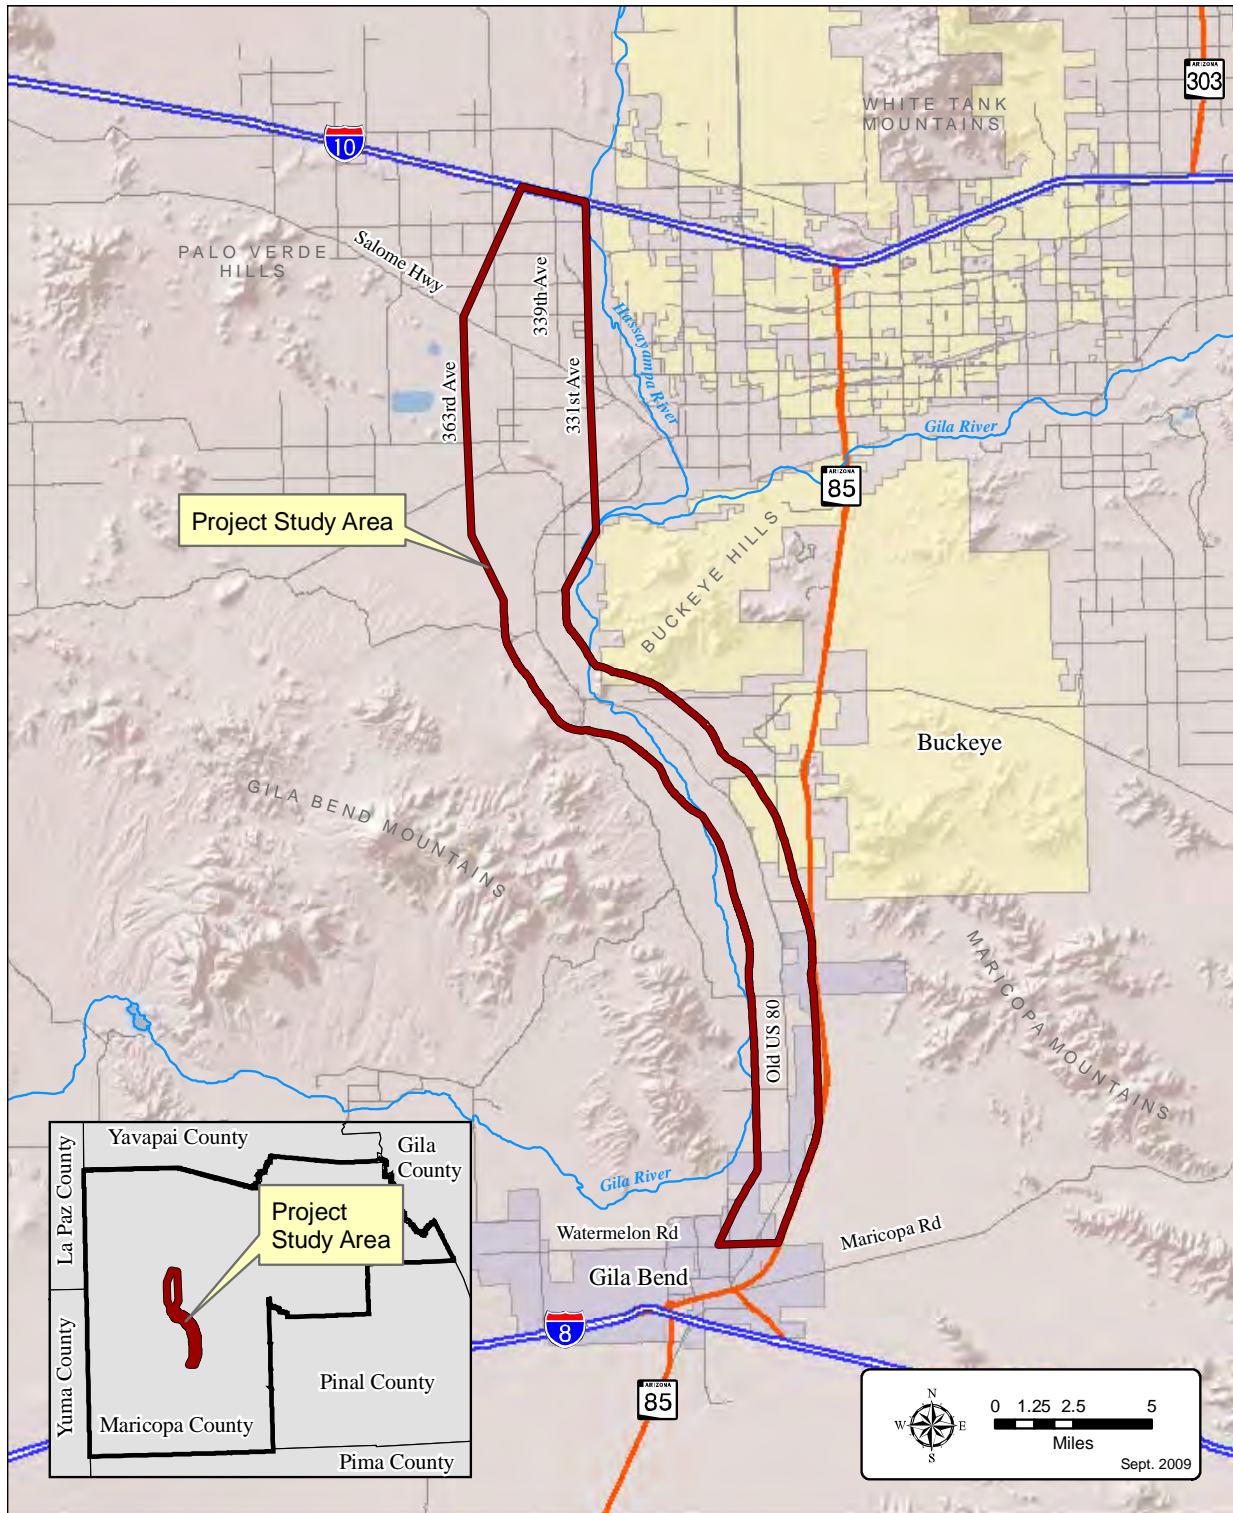 ARIZONA
303
WHITE TANK
MOUNTAINS
10
PALO VERDE
HILLS
Salome Hwy
339th Ave
Hassayampa River
363rd Ave
331st Ave
Gila River
ARIZONA
85
Project Study Area
BUCKEYE HILLS
Buckeye
GILA BEND MOUNTAINS
MARICOPA MOUNTAINS
Old US 80
Gila River
Watermelon Rd
Maricopa Rd
Gila Bend
8
ARIZONA
85
Yavapai County
Gila
County
La Paz County
Project
Study Area
Yuma County
Pinal County
Maricopa County
Pima County
N
W
E
S
0 1.25 2.5 5
Miles
Sept. 2009